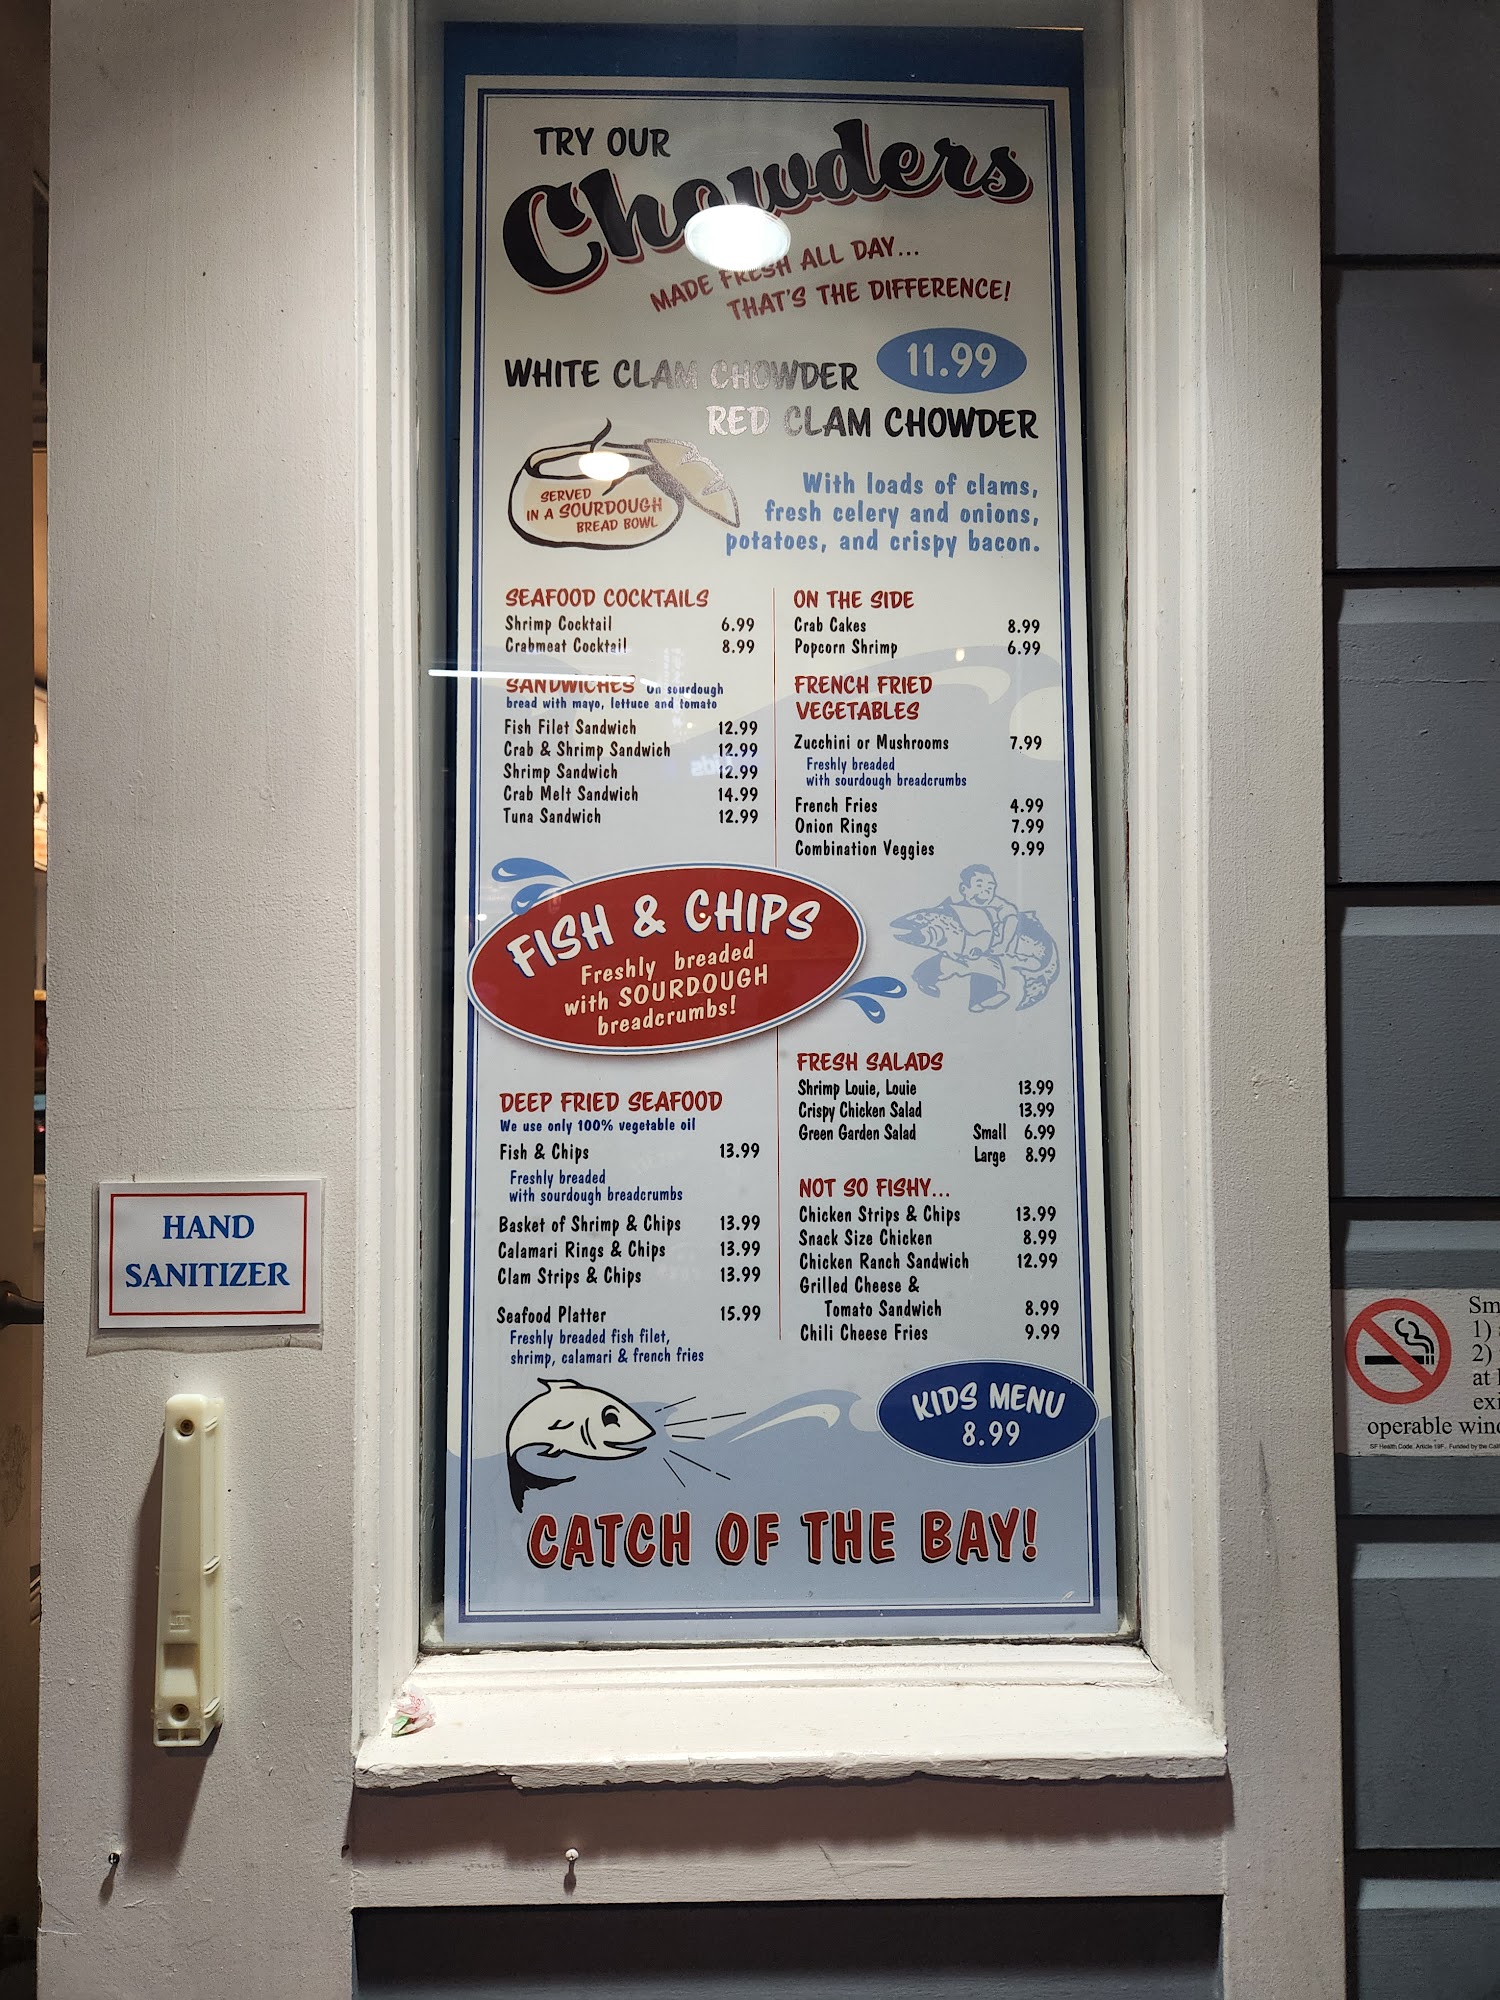 TRY OUR
Chowders
MADE FRESH ALL DAY...
THAT'S THE DIFFERENCE!
WHITE CLAM CHOWDER 11.99
RED CLAM CHOWDER
SERVED
IN A SOURDOUGH
BREAD BOWL
With loads of clams,
fresh celery and onions,
potatoes, and crispy bacon.
SEAFOOD COCKTAILS
Shrimp Cocktail 6.99
Crabmeat Cocktail 8.99
SANDWICHES On sourdough
bread with mayo, lettuce and tomato
Fish Filet Sandwich 12.99
Crab & Shrimp Sandwich 12.99
Shrimp Sandwich 12.99
Crab Melt Sandwich 14.99
Tuna Sandwich 12.99
ON THE SIDE
Crab Cakes 8.99
Popcorn Shrimp 6.99
FRENCH FRIED
VEGETABLES
Zucchini or Mushrooms 7.99
Freshly breaded
with sourdough breadcrumbs
French Fries 4.99
Onion Rings 7.99
Combination Veggies 9.99
FISH & CHIPS
Freshly breaded
with SOURDOUGH
breadcrumbs!
DEEP FRIED SEAFOOD
We use only 100% vegetable oil
Fish & Chips 13.99
Freshly breaded
with sourdough breadcrumbs
Basket of Shrimp & Chips 13.99
Calamari Rings & Chips 13.99
Clam Strips & Chips 13.99
Seafood Platter 15.99
Freshly breaded fish filet,
shrimp, calamari & french fries
FRESH SALADS
Shrimp Louie, Louie 13.99
Crispy Chicken Salad 13.99
Green Garden Salad Small 6.99
Large 8.99
NOT SO FISHY...
Chicken Strips & Chips 13.99
Snack Size Chicken 8.99
Chicken Ranch Sandwich 12.99
Grilled Cheese &
Tomato Sandwich 8.99
Chili Cheese Fries 9.99
KIDS MENU
8.99
CATCH OF THE BAY!
HAND
SANITIZER
1)
2)
at
operable
SF Health Code, Article 19F, Funded by the